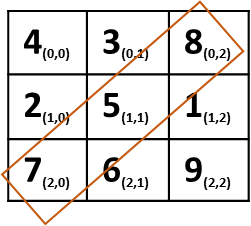 4(0,0) 3(0,1) 8(0,2)
2(1,0) 5(1,1) 1(1,2)
7(2,0) 6(2,1) 9(2,2)